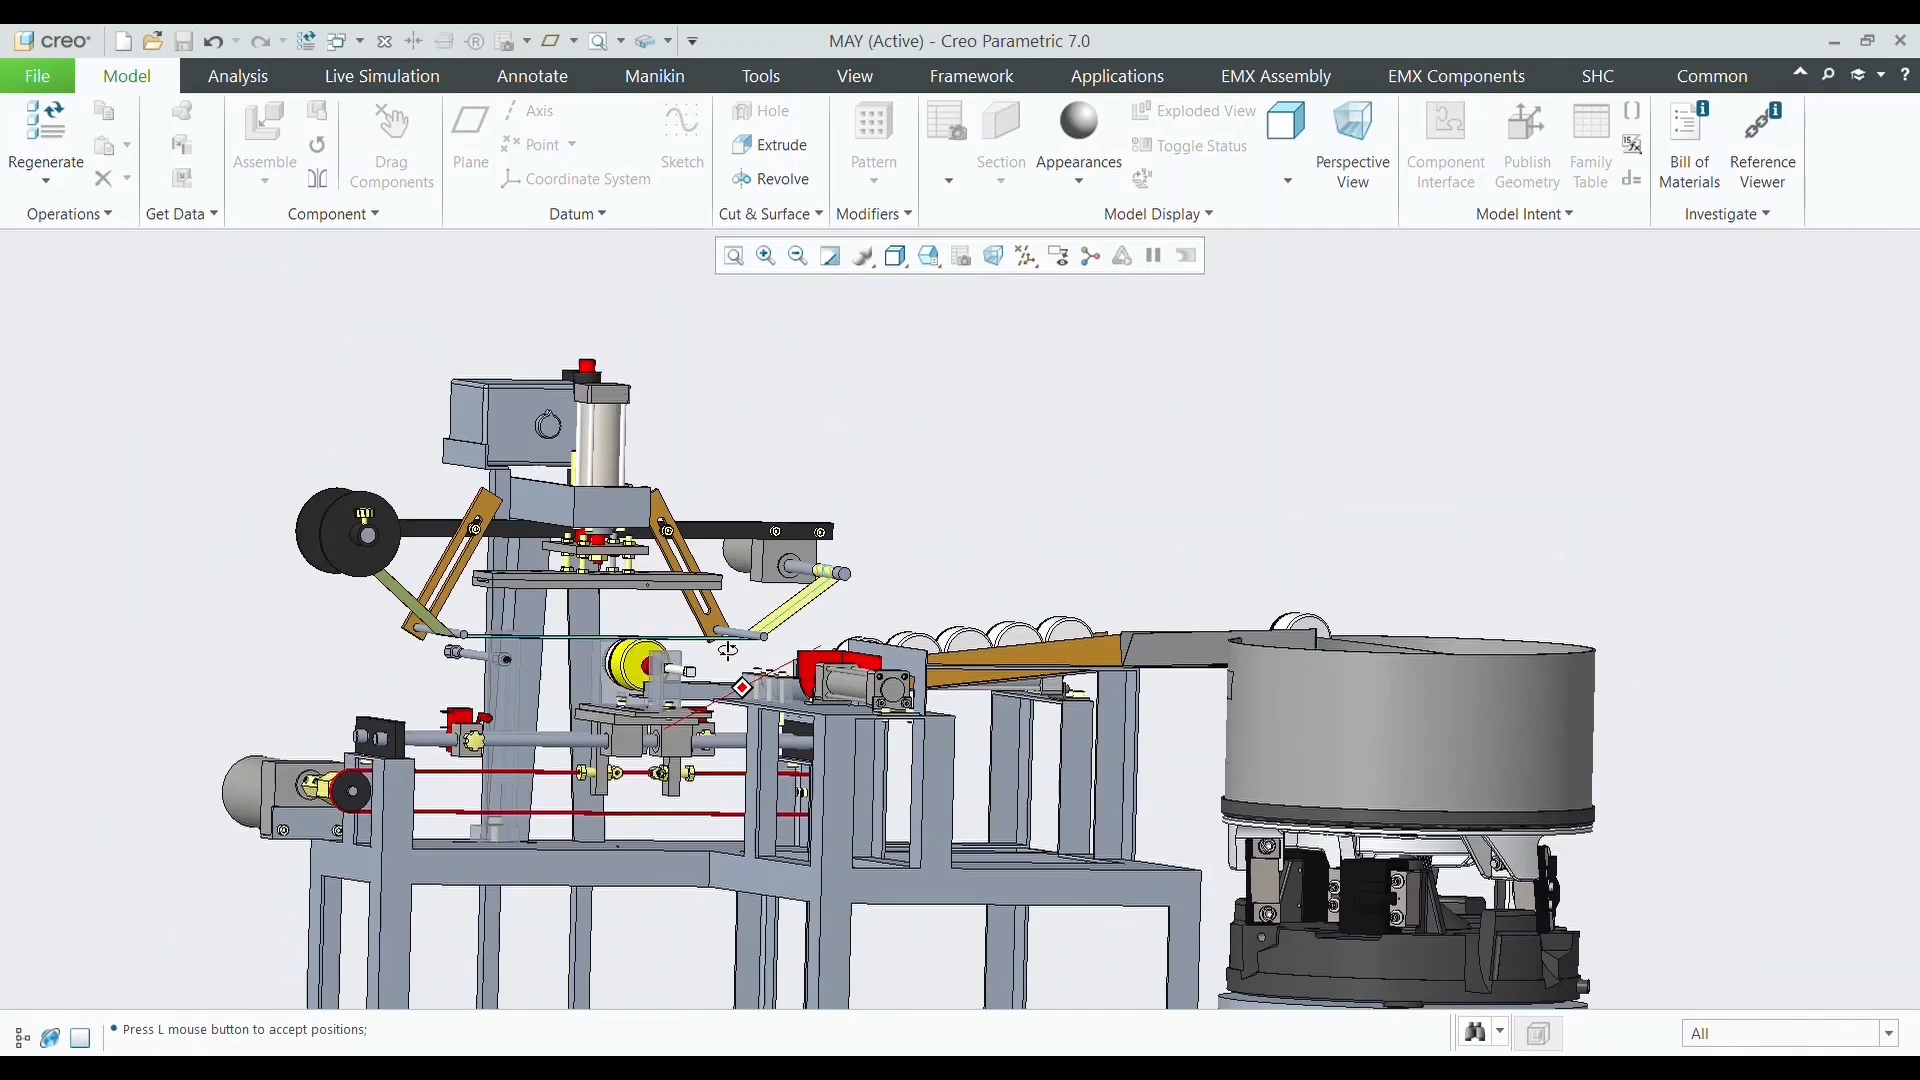 creo
MAY (Active) - Creo Parametric 7.0
File Model Analysis Live Simulation Annotate Manikin Tools View Framework Applications EMX Assembly EMX Components SHC Common
Regenerate
Operations
Get Data
Assemble
Drag Components
Component
Plane
Axis
Point
Coordinate System
Sketch
Datum
Hole
Extrude
Revolve
Cut & Surface
Pattern
Modifiers
Section
Appearances
Exploded View
Toggle Status
Perspective View
Model Display
Component Interface
Publish Geometry
Family Table
Model Intent
Bill of Materials
Reference Viewer
Investigate
Press L mouse button to accept positions;
All